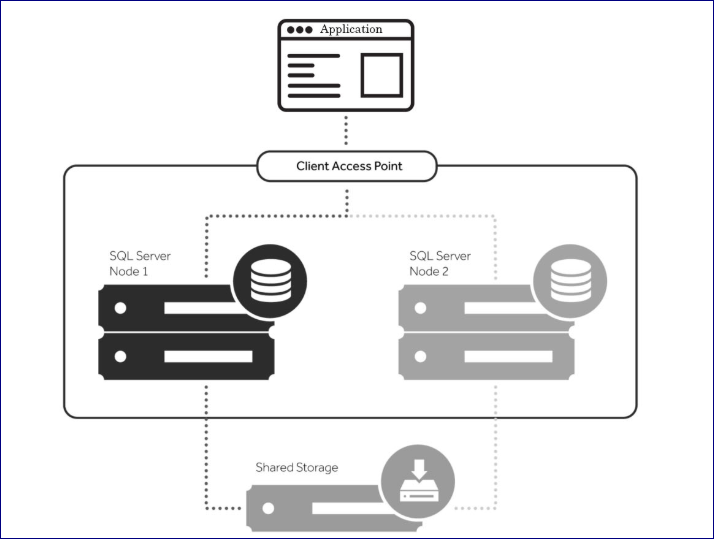 Application
Client Access Point
SQL Server
Node 1
SQL Server
Node 2
Shared Storage